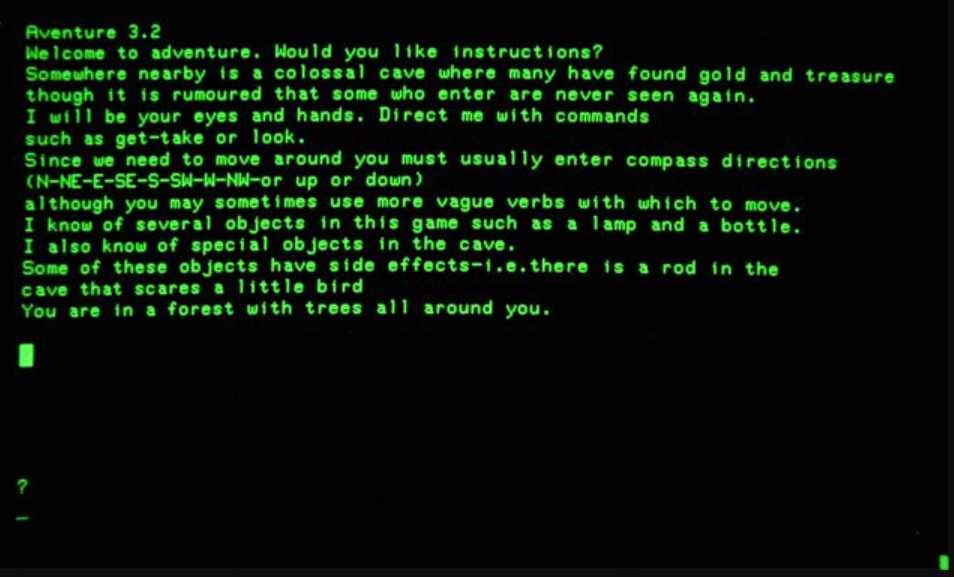 Aventure 3.2
Welcome to adventure. Would you like instructions?
Somewhere nearby is a colossal cave where many have found gold and treasure
though it is rumoured that some who enter are never seen again.
I will be your eyes and hands. Direct me with commands
such as get-take or look.
Since we need to move around you must usually enter compass directions
(N-NE-E-SE-S-SW-W-NW-or up or down)
although you may sometimes use more vague verbs with which to move.
I know of several objects in this game such as a lamp and a bottle.
I also know of special objects in the cave.
Some of these objects have side effects-i.e.there is a rod in the
cave that scares a little bird
You are in a forest with trees all around you.
?